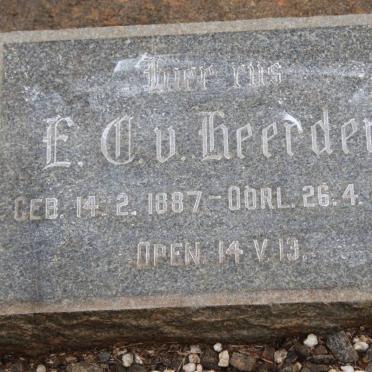 Hier rus
E. C. v. Heerden
GEB. 14. 2. 1887. - OORL. 26. 4.
OPEN. 14 V. 13.